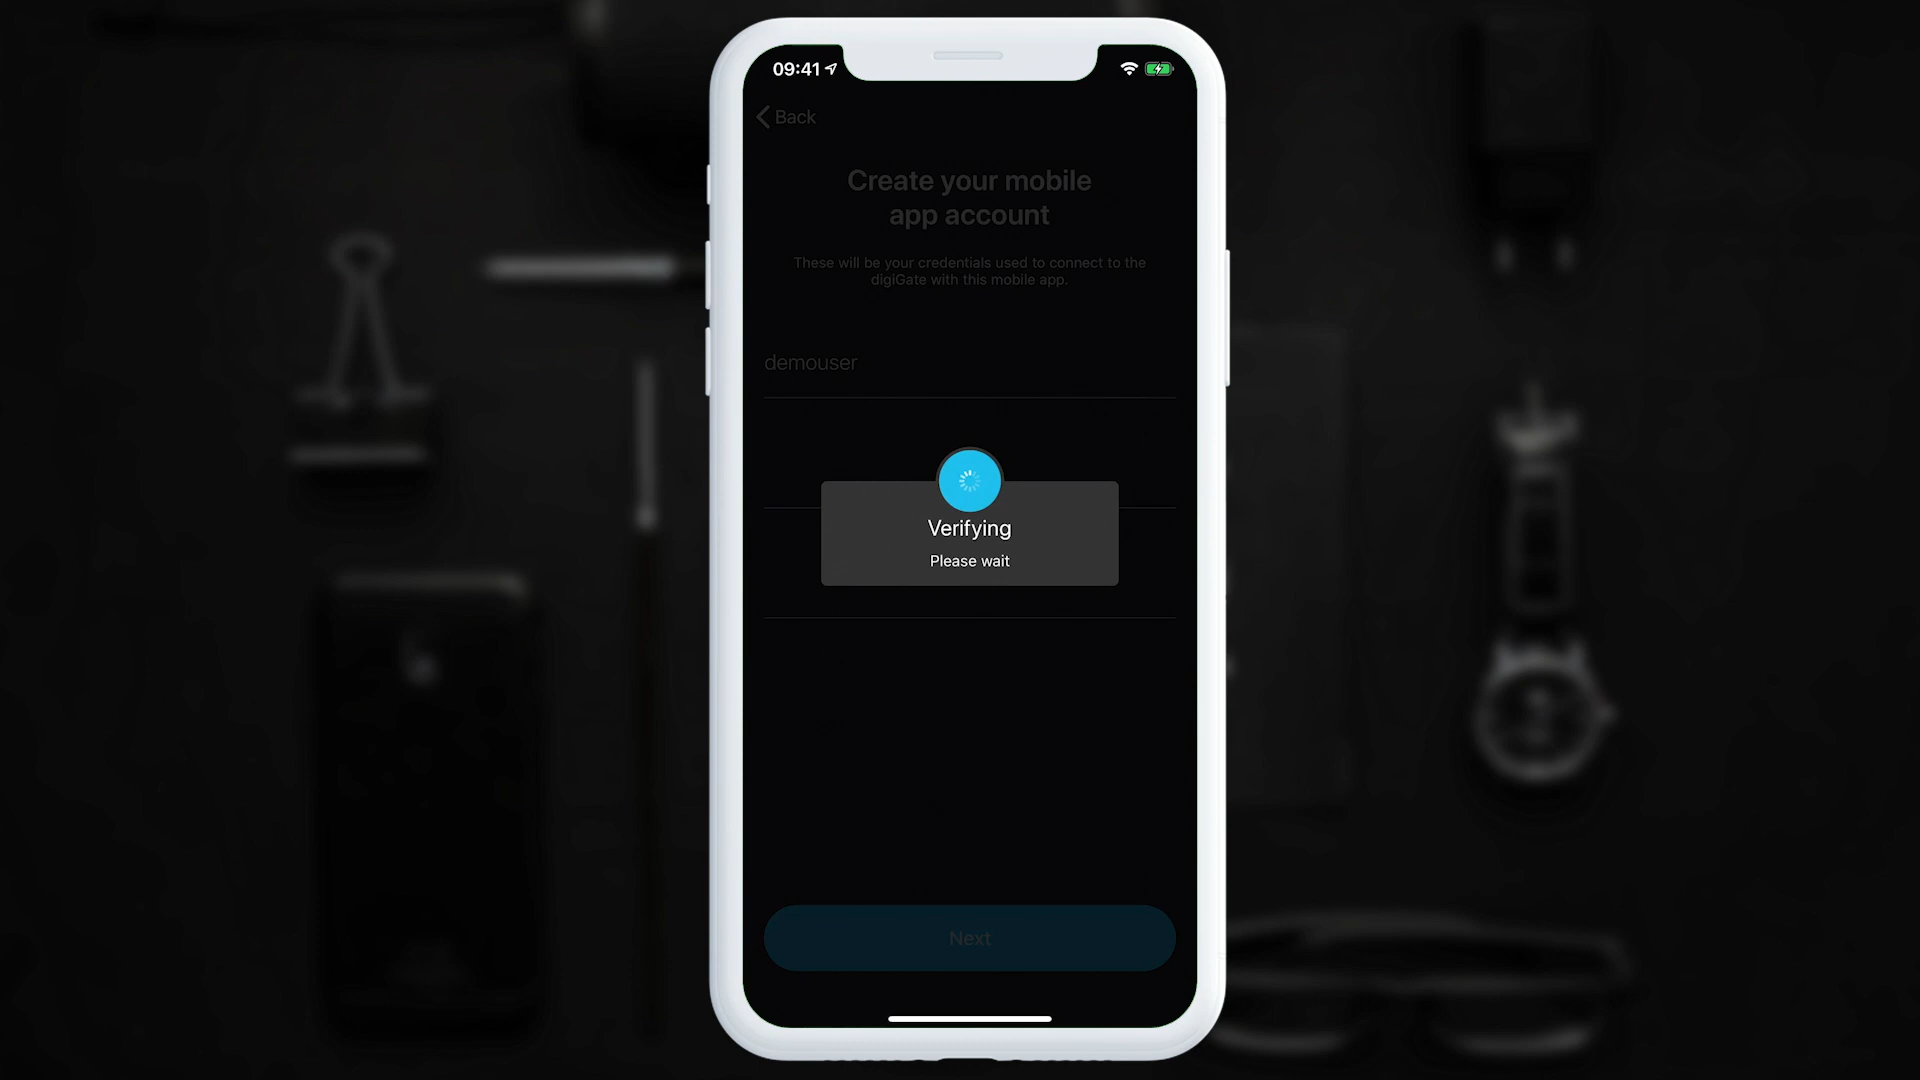 09:41
Back
Create your mobile
app account
These will be your credentials used to connect to the
digiGate with this mobile app.
demouser
Verifying
Please wait
Next